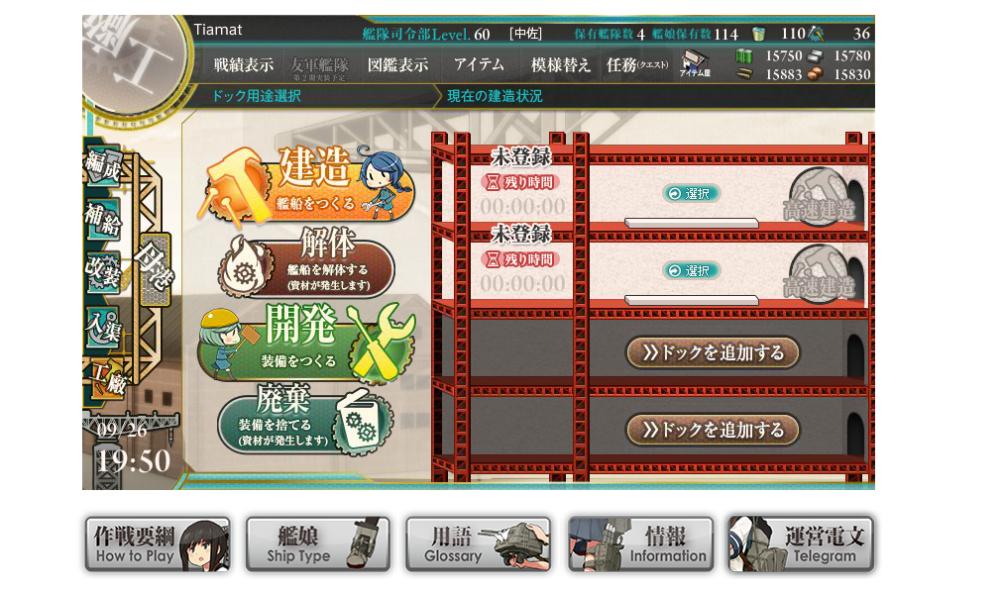 工廠
Tiamat
艦隊司令部Level. 60 [中佐] 保有艦隊数 4 艦娘保有数 114 110 36
戦績表示 友軍艦隊 図鑑表示 アイテム 模様替え 任務(クエスト) アイテム屋 15750 15780
第2期実装予定 15883 15830
ドック用途選択 現在の建造状況
編成
補給
改装
入渠
工廠
母港
09/26
19:50
建造
艦船をつくる
解体
艦船を解体する
(資材が発生します)
開発
装備をつくる
廃棄
装備を捨てる
(資材が発生します)
未登録
残り時間
00:00:00
選択
高速建造
未登録
残り時間
00:00:00
選択
高速建造
ドックを追加する
ドックを追加する
作戦要綱 艦娘 用語 情報 運営電文
How to Play Ship Type Glossary Information Telegram